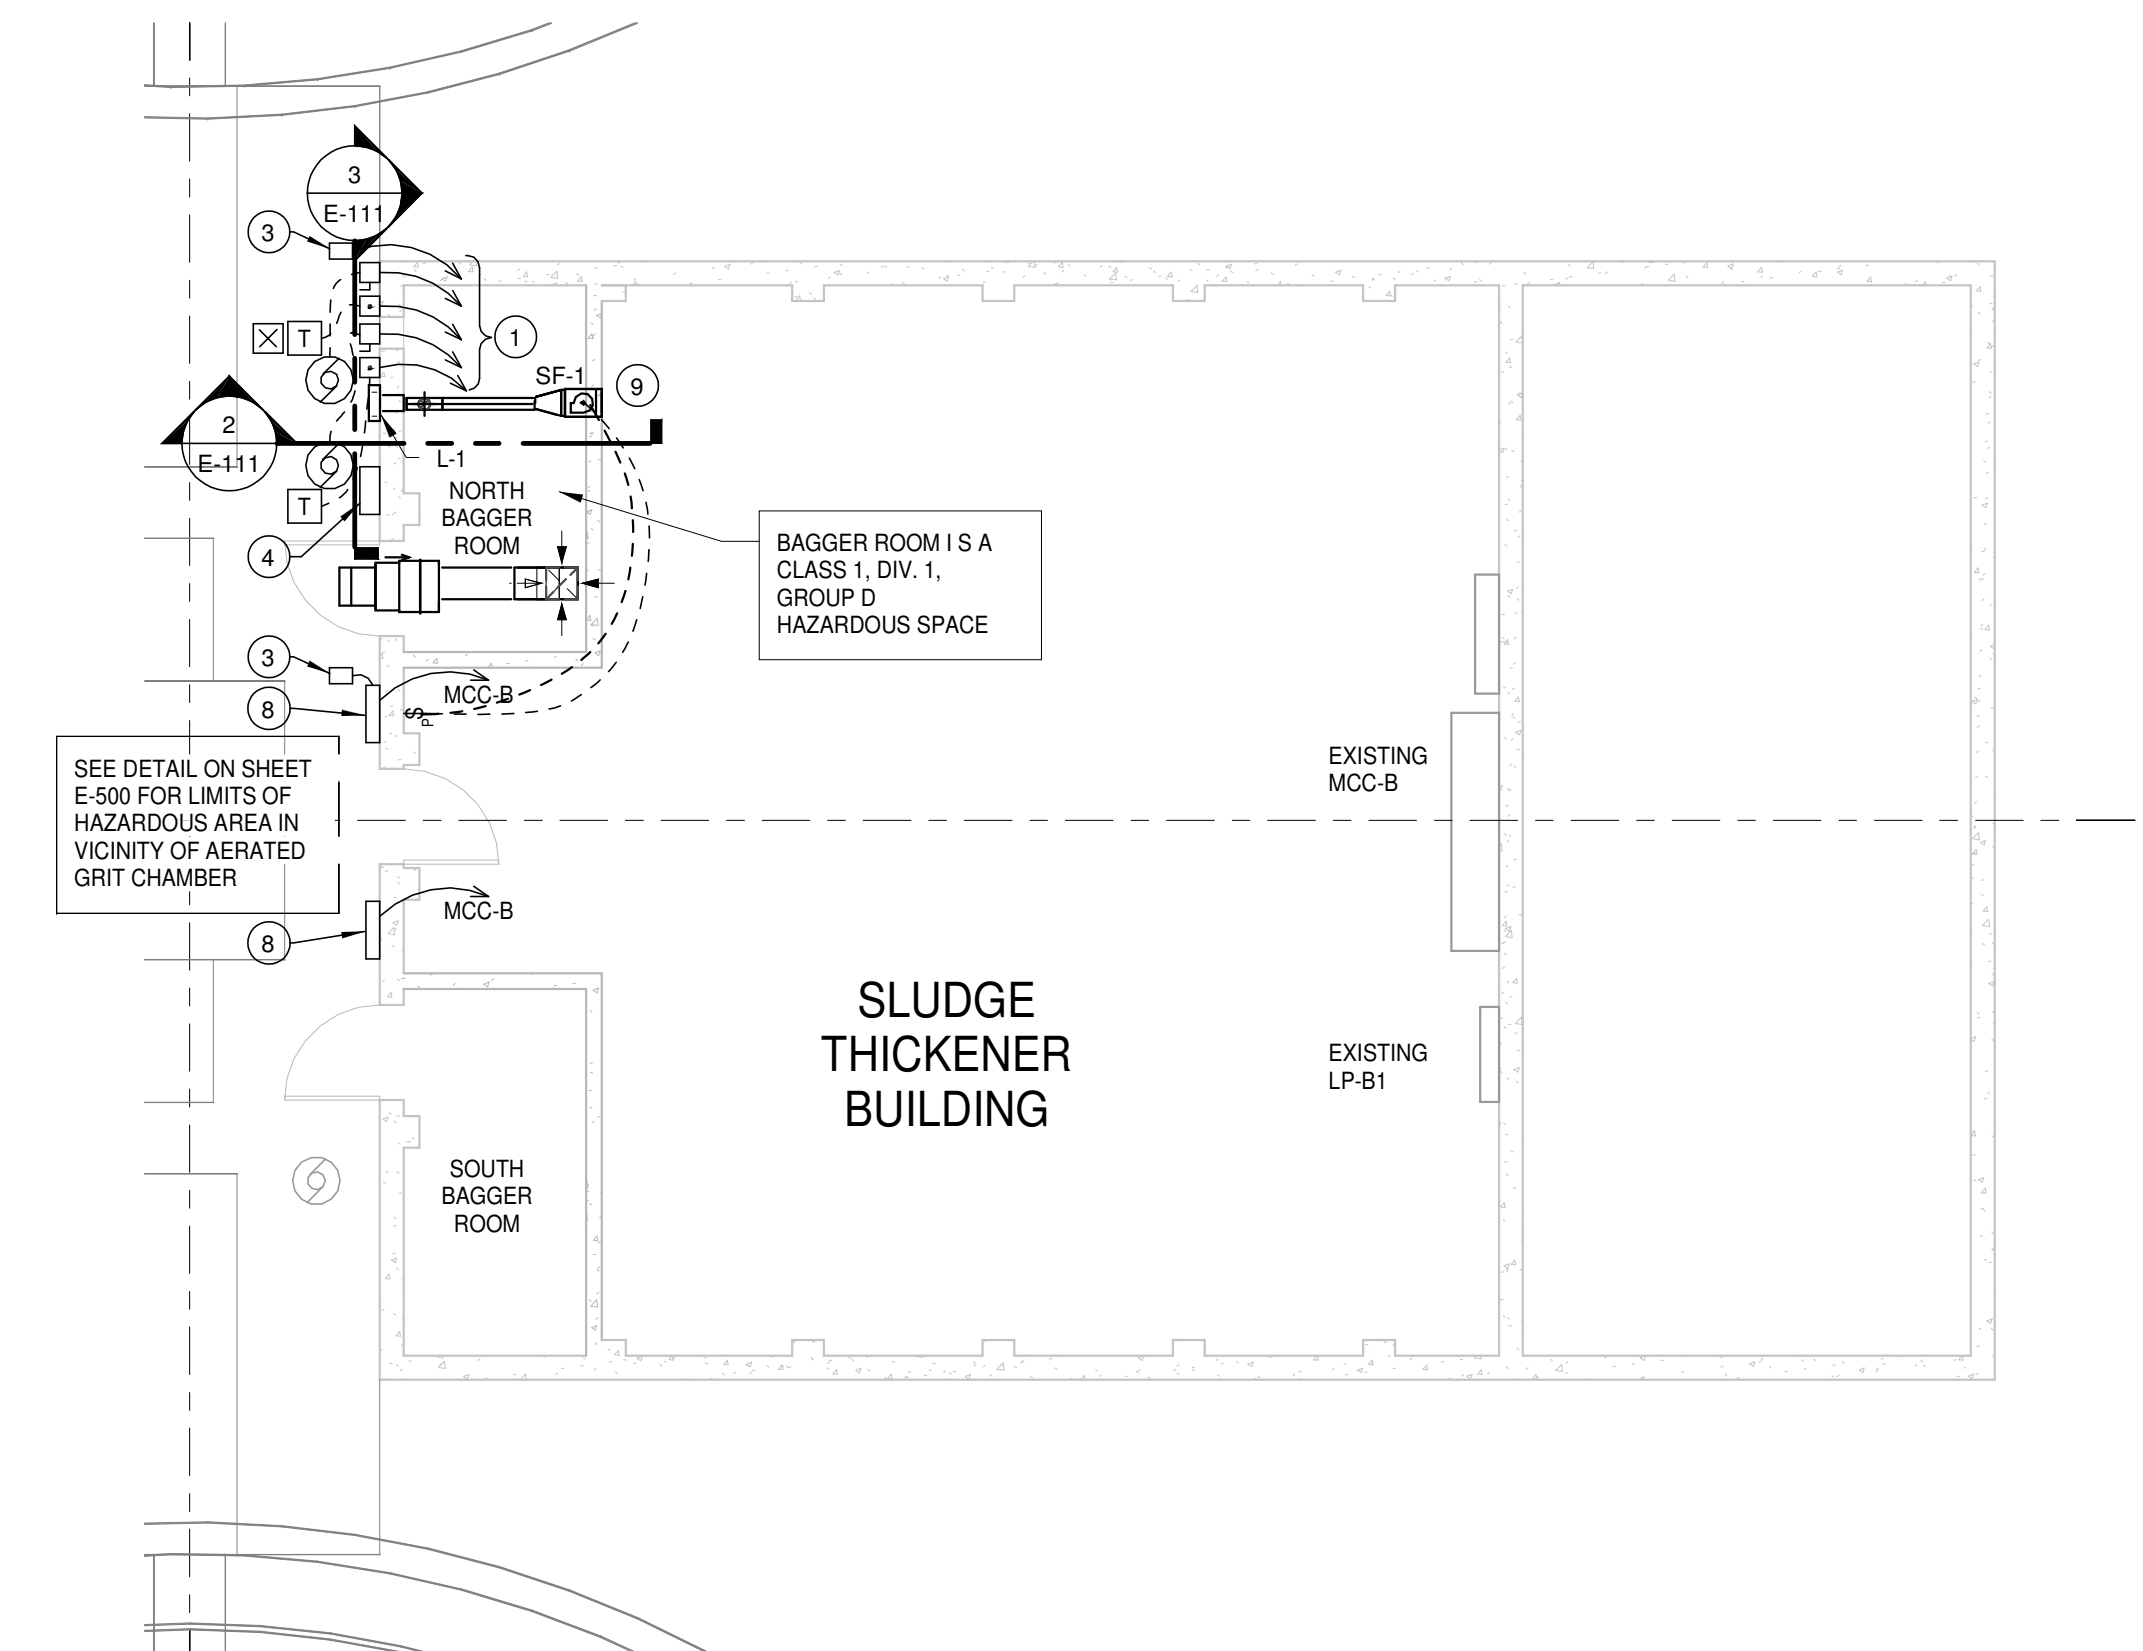 3
E-111
3
1
T
SF-1
9
2
E-111
L-1
T
NORTH
BAGGER
ROOM
4
BAGGER ROOM I S A
CLASS 1, DIV. 1,
GROUP D
HAZARDOUS SPACE
3
MCC-B
8
S
P
SEE DETAIL ON SHEET
E-500 FOR LIMITS OF
HAZARDOUS AREA IN
VICINITY OF AERATED
GRIT CHAMBER
EXISTING
MCC-B
MCC-B
8
SLUDGE
THICKENER
BUILDING
EXISTING
LP-B1
SOUTH
BAGGER
ROOM